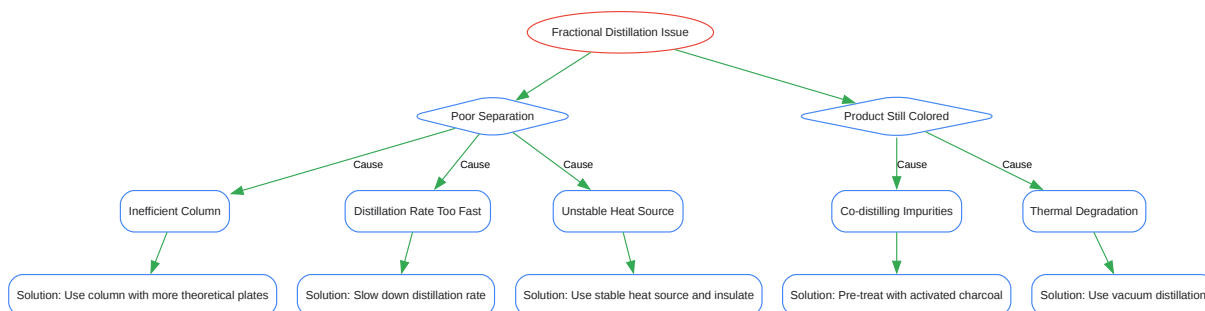 Fractional Distillation Issue
Poor Separation
Product Still Colored
Cause
Cause
Cause
Cause
Cause
Inefficient Column
Distillation Rate Too Fast
Unstable Heat Source
Co-distilling Impurities
Thermal Degradation
Solution: Use column with more theoretical plates
Solution: Slow down distillation rate
Solution: Use stable heat source and insulate
Solution: Pre-treat with activated charcoal
Solution: Use vacuum distillation